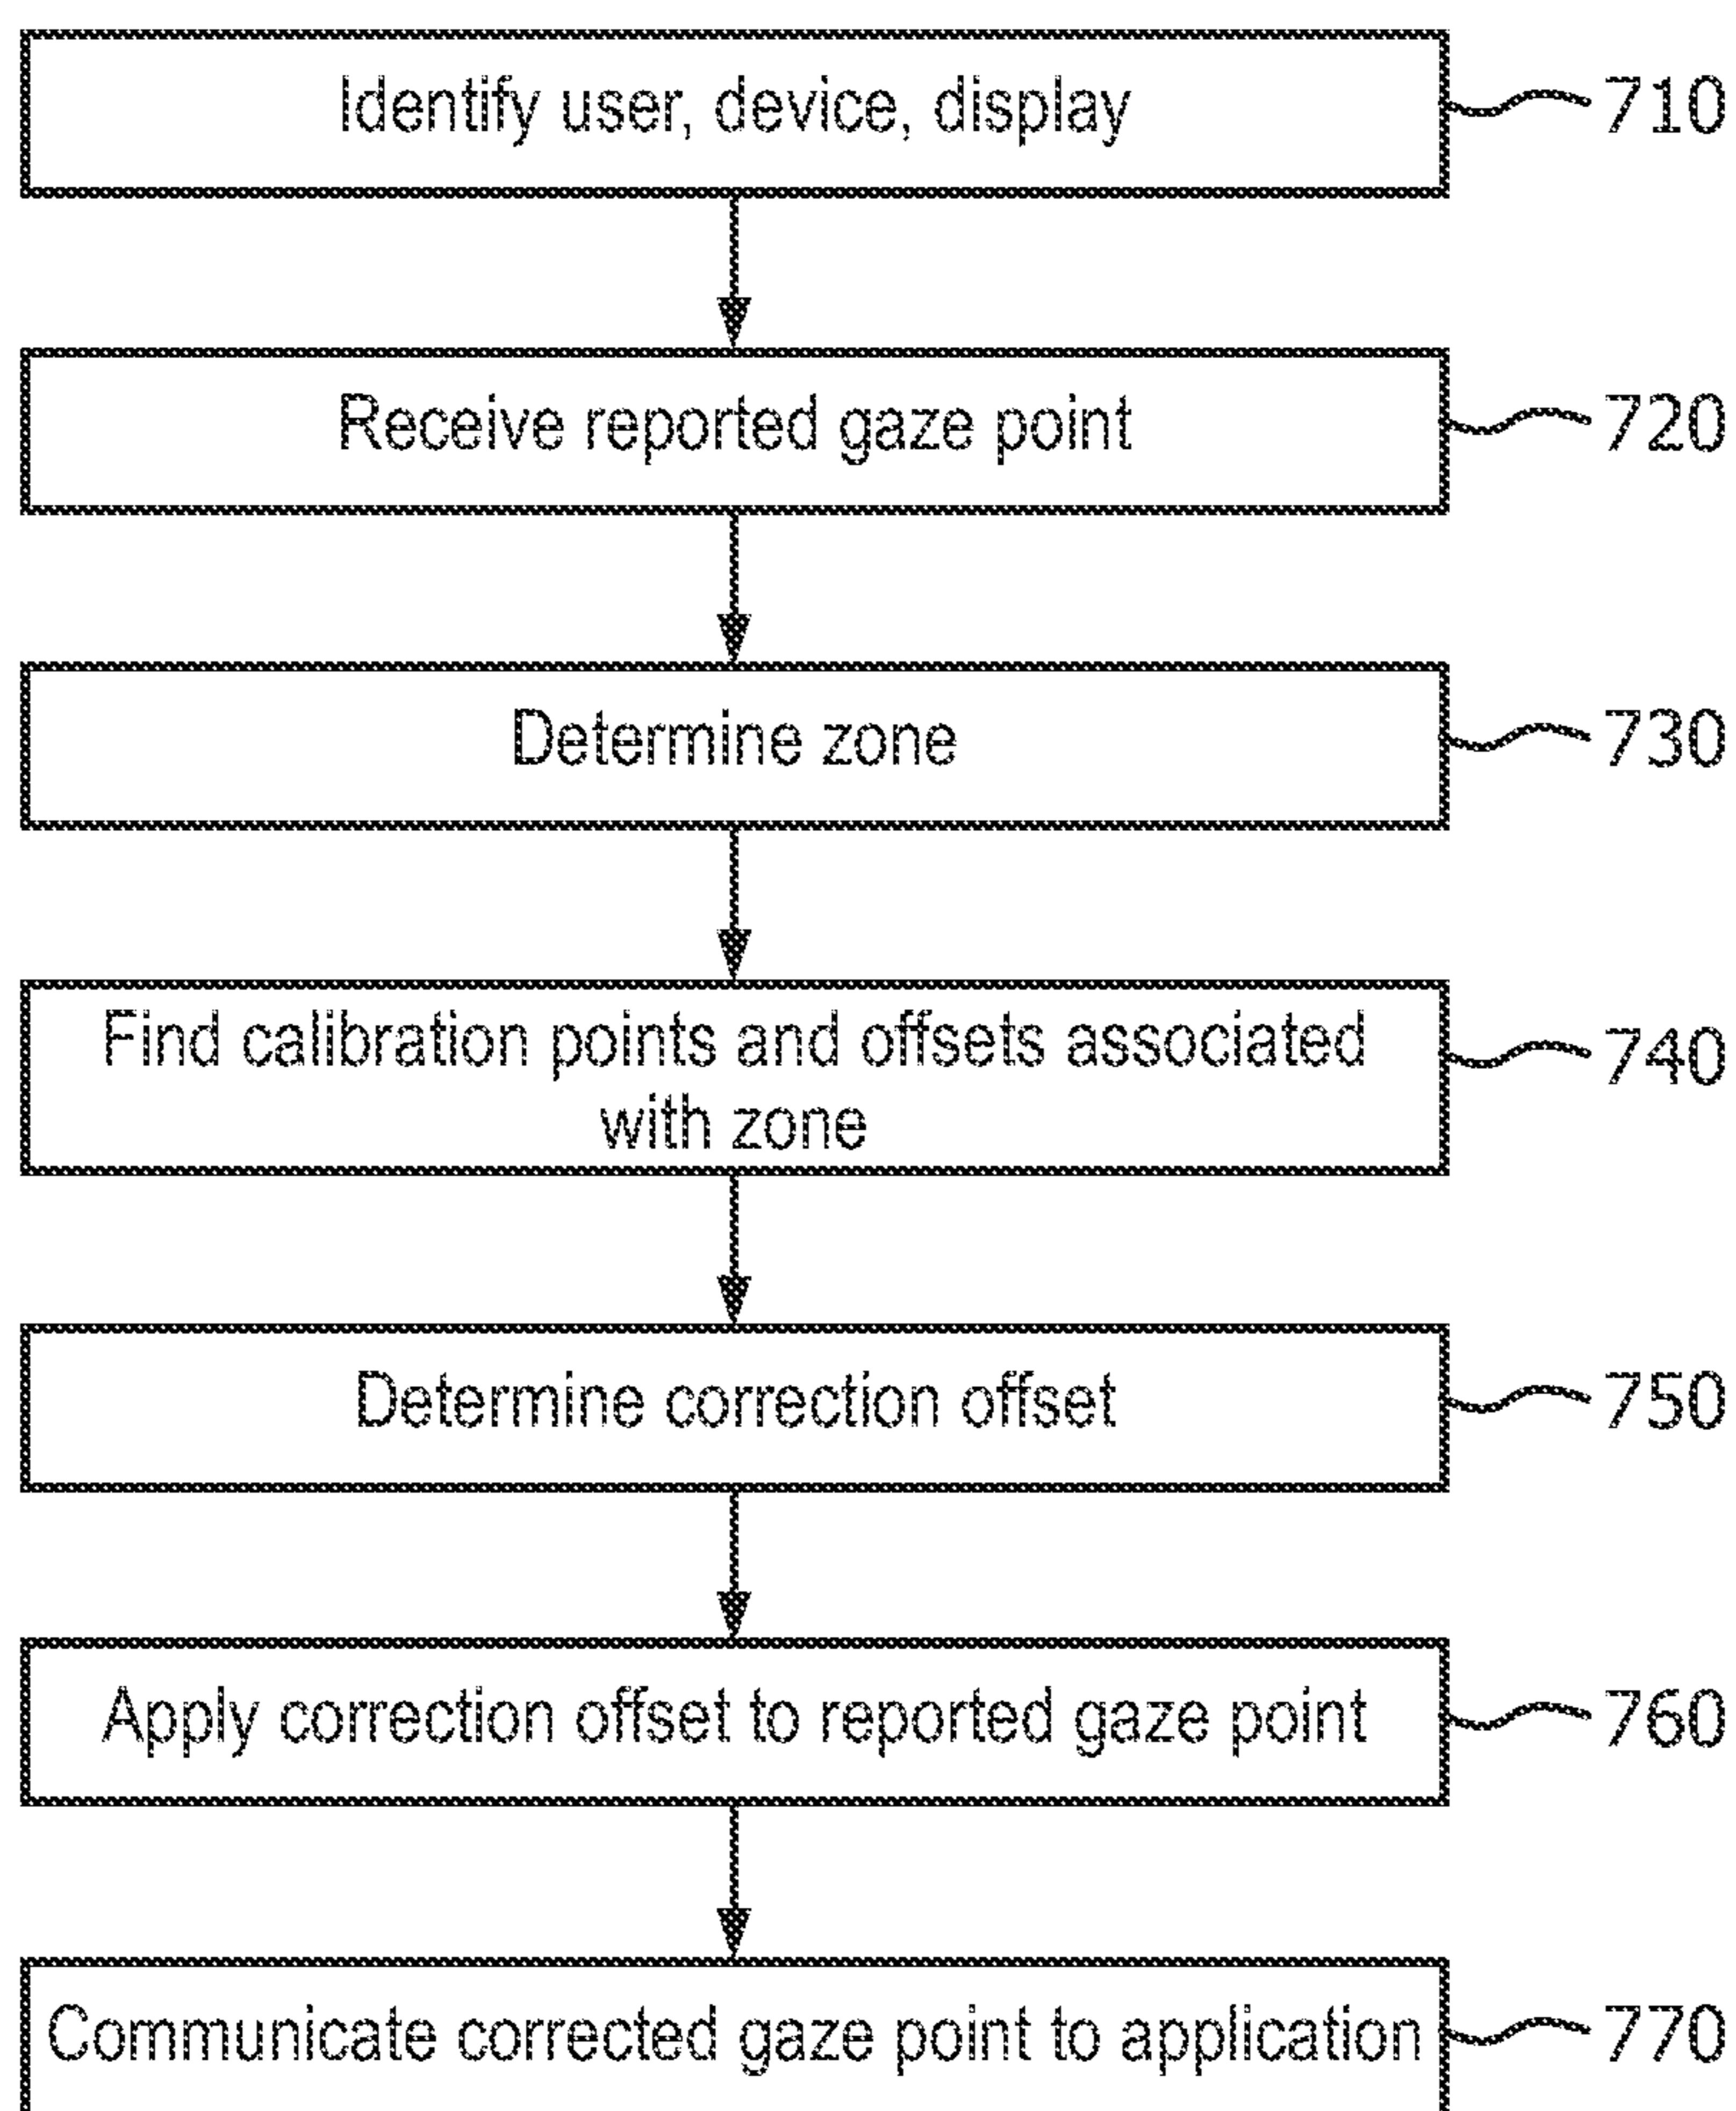 Identify user, device, display 710
Receive reported gaze point 720
Determine zone 730
Find calibration points and offsets associated 740
with zone
Determine correction offset 750
Apply correction offset to reported gaze point 760
Communicate corrected gaze point to application 770